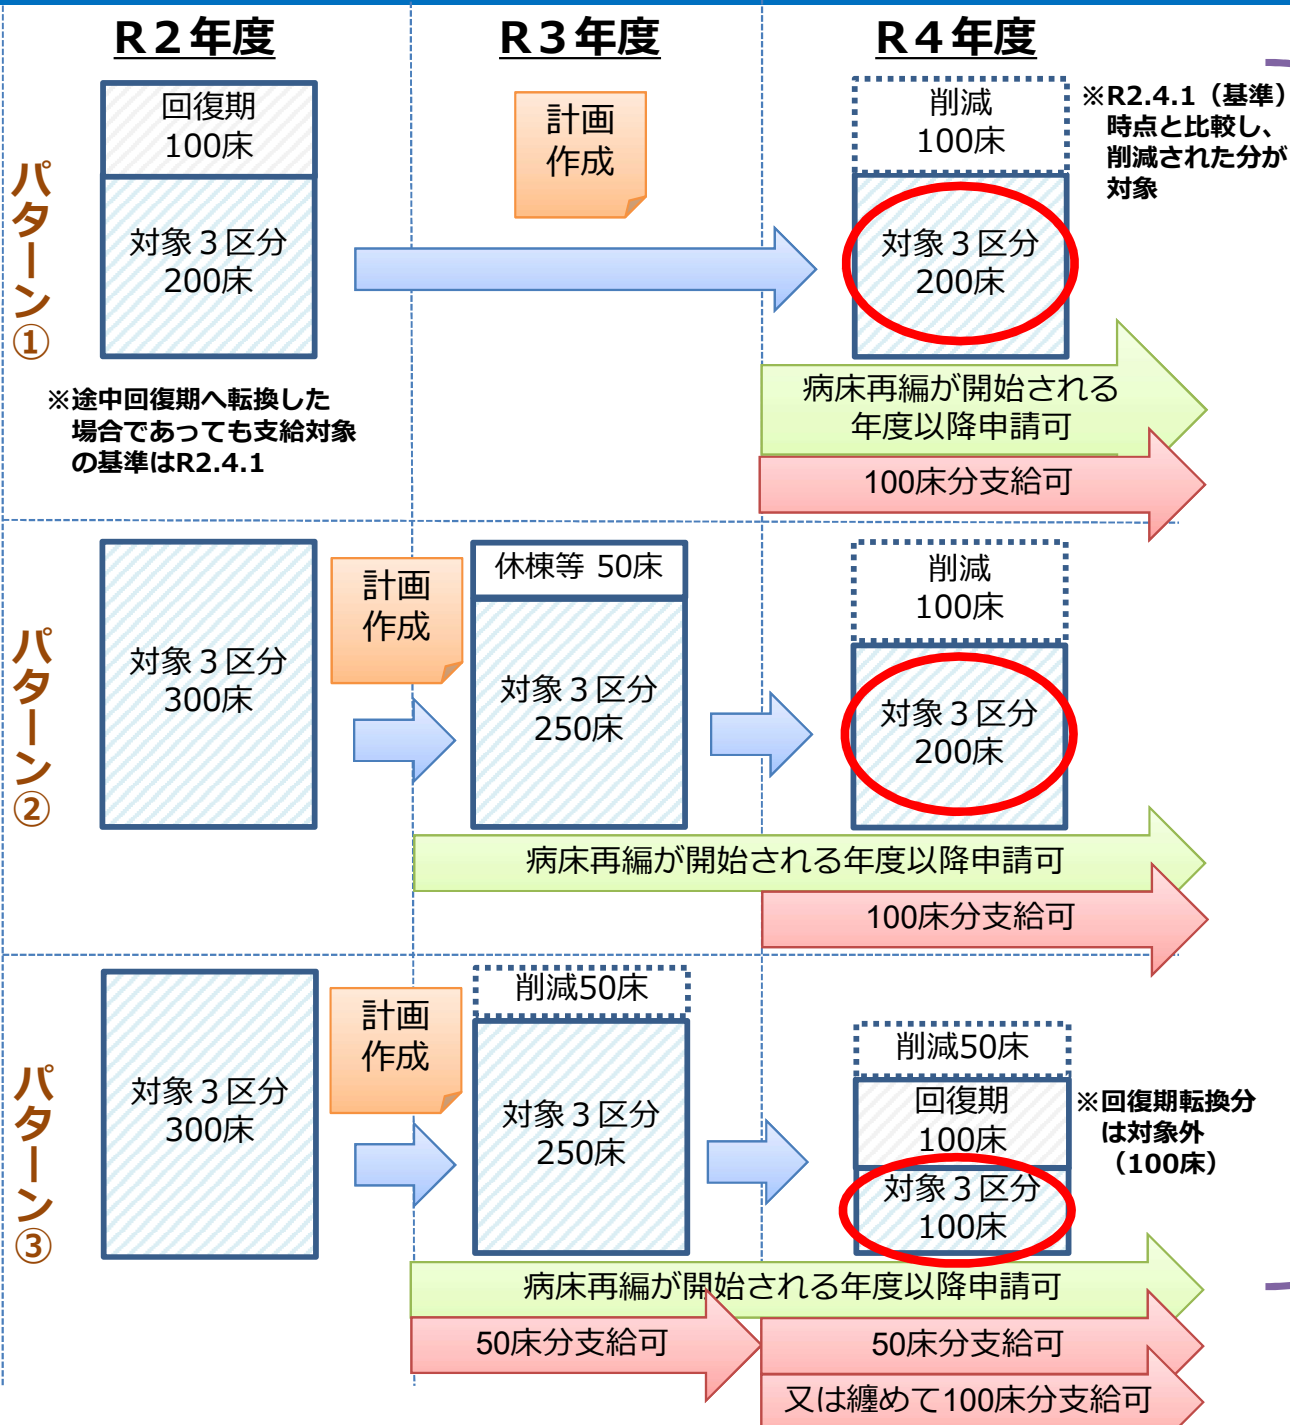 R２年度
R３年度
R４年度
パターン①
回復期
100床
対象３区分
200床
※途中回復期へ転換した
場合であっても支給対象
の基準はR2.4.1
計画
作成
削減
100床
対象３区分
200床
※R2.4.1（基準）
時点と比較し、
削減された分が
対象
病床再編が開始される
年度以降申請可
100床分支給可
パターン②
対象３区分
300床
計画
作成
休棟等 50床
対象３区分
250床
削減
100床
対象３区分
200床
病床再編が開始される年度以降申請可
100床分支給可
パターン③
対象３区分
300床
計画
作成
削減50床
対象３区分
250床
削減50床
回復期
100床
対象３区分
100床
※回復期転換分
は対象外
（100床）
病床再編が開始される年度以降申請可
50床分支給可
50床分支給可
又は纏めて100床分支給可